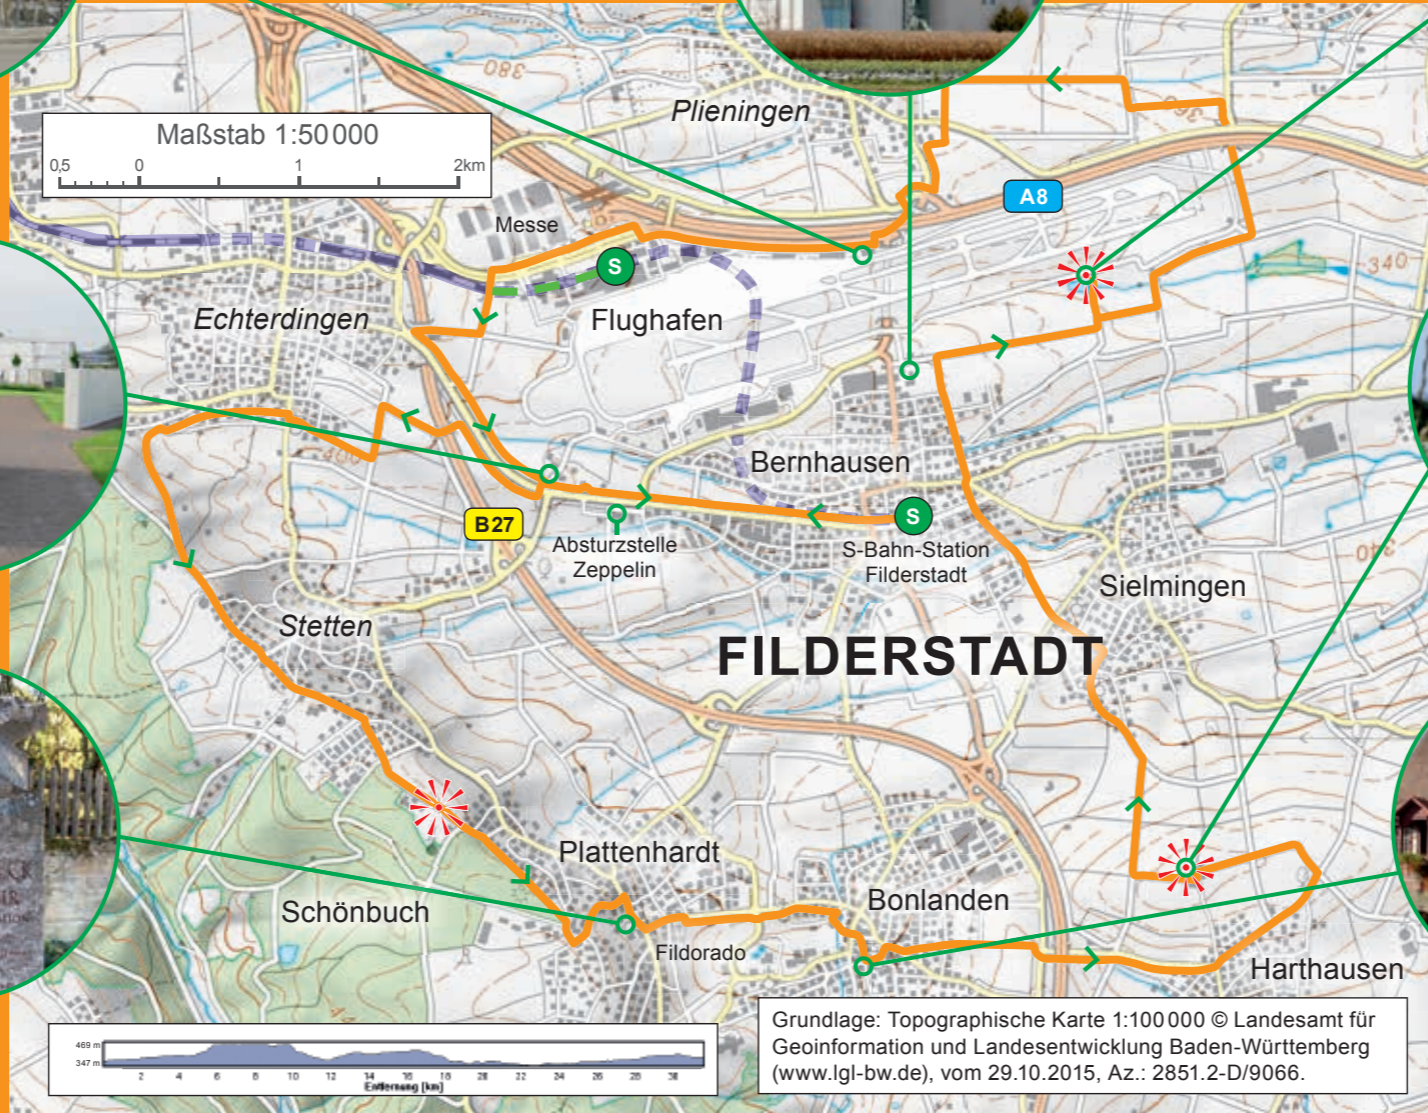 380
Plieningen
Maßstab 1:50 000
0,5 0 1 2km
360
A8
Messe
S
340
Echterdingen
Flughafen
Bernhausen
B27
S
Absturzstelle
Zeppelin
S-Bahn-Station
Filderstadt
Sielmingen
Stetten
FILDERSTADT
Plattenhardt
Bonlanden
Schönbuch
Fildorado
Harthausen
469 m
347 m
2 4 6 8 10 12 14 16 18 20 22 24 26 28 30
Entfernung [km]
Grundlage: Topographische Karte 1:100 000 © Landesamt für
Geoinformation und Landesentwicklung Baden-Württemberg
(www.lgl-bw.de), vom 29.10.2015, Az.: 2851.2-D/9066.